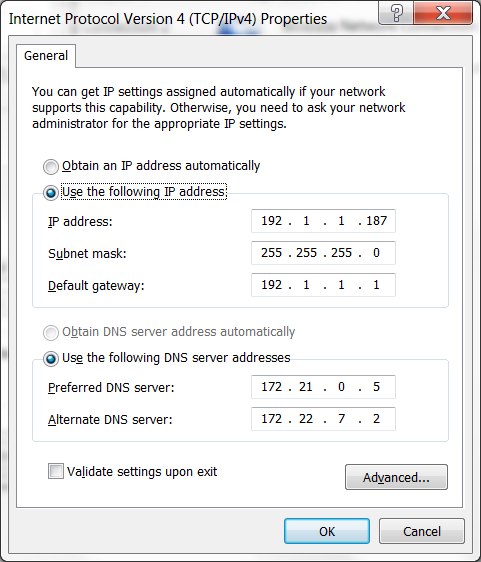 Internet Protocol Version 4 (TCP/IPv4) Properties
General
You can get IP settings assigned automatically if your network
supports this capability. Otherwise, you need to ask your network
administrator for the appropriate IP settings.
Obtain an IP address automatically
Use the following IP address
IP address: 192 . 1 . 1 . 187
Subnet mask: 255 . 255 . 255 . 0
Default gateway: 192 . 1 . 1 . 1
Obtain DNS server address automatically
Use the following DNS server addresses
Preferred DNS server: 172 . 21 . 0 . 5
Alternate DNS server: 172 . 22 . 7 . 2
Validate settings upon exit
Advanced...
OK Cancel